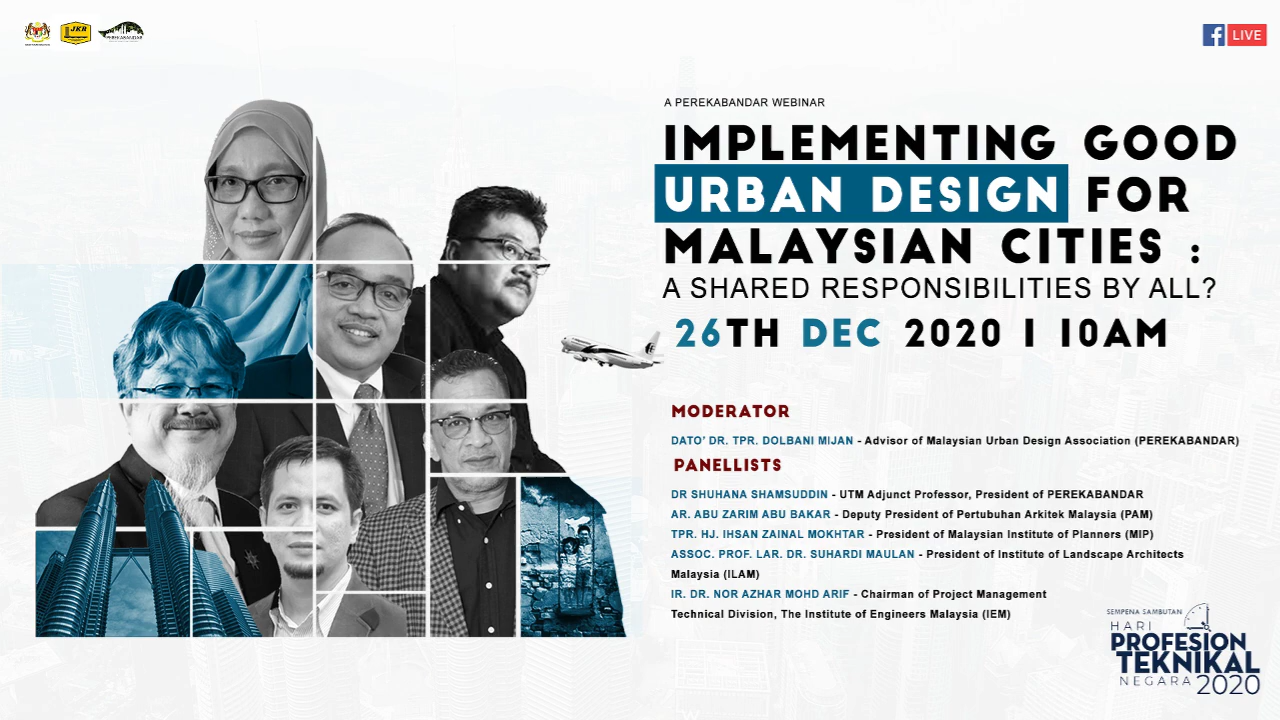 JKR
PEREKABANDAR
f LIVE
A PEREKABANDAR WEBINAR
IMPLEMENTING GOOD
URBAN DESIGN FOR
MALAYSIAN CITIES :
A SHARED RESPONSIBILITIES BY ALL?
26TH DEC 2020 I 10AM
MODERATOR
DATO' DR. TPR. DOLBANI MIJAN - Advisor of Malaysian Urban Design Association (PEREKABANDAR)
PANELLISTS
DR SHUHANA SHAMSUDDIN - UTM Adjunct Professor, President of PEREKABANDAR
AR. ABU ZARIM ABU BAKAR - Deputy President of Pertubuhan Arkitek Malaysia (PAM)
TPR. HJ. IHSAN ZAINAL MOKHTAR - President of Malaysian Institute of Planners (MIP)
ASSOC. PROF. LAR. DR. SUHARDI MAULAN - President of Institute of Landscape Architects
Malaysia (ILAM)
IR. DR. NOR AZHAR MOHD ARIF - Chairman of Project Management
Technical Division, The Institute of Engineers Malaysia (IEM)
SEMPENA SAMBUTAN
HARI
PROFESION
TEKNIKAL
NEGARA 2020